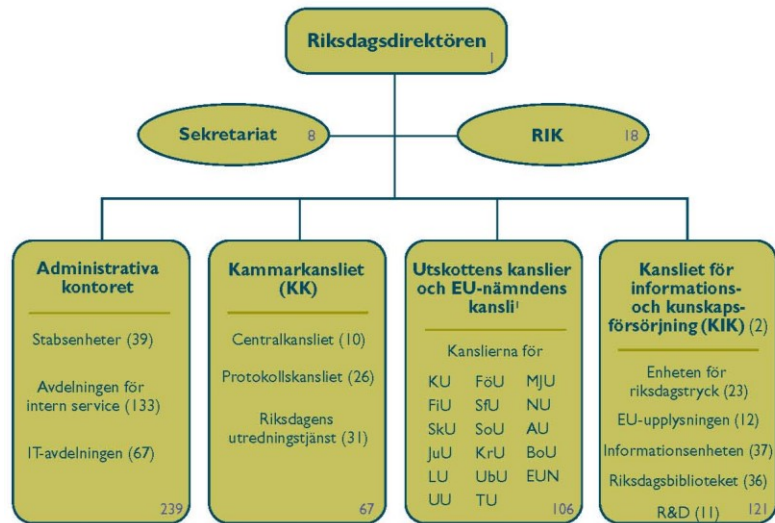 Riksdagsdirektören
1
Sekretariat 8
RIK 18
Administrativa
kontoret
Stabsenheter (39)
Avdelningen för
intern service (133)
IT-avdelningen (67)
239
Kammarkansliet
(KK)
Centralkansliet (10)
Protokollskansliet (26)
Riksdagens
utredningstjänst (31)
67
Utskottens kanslier
och EU-nämndens
kansli¹
Kanslierna för
KU FöU MJU
FiU SfU NU
SkU SoU AU
JuU KrU BoU
LU UbU EUN
UU TU
106
Kansliet för
informations-
och kunskaps-
försörjning (KIK) (2)
Enheten för
riksdagstryck (23)
EU-upplysningen (12)
Informationsenheten (37)
Riksdagsbiblioteket (36)
R&D (11)
121